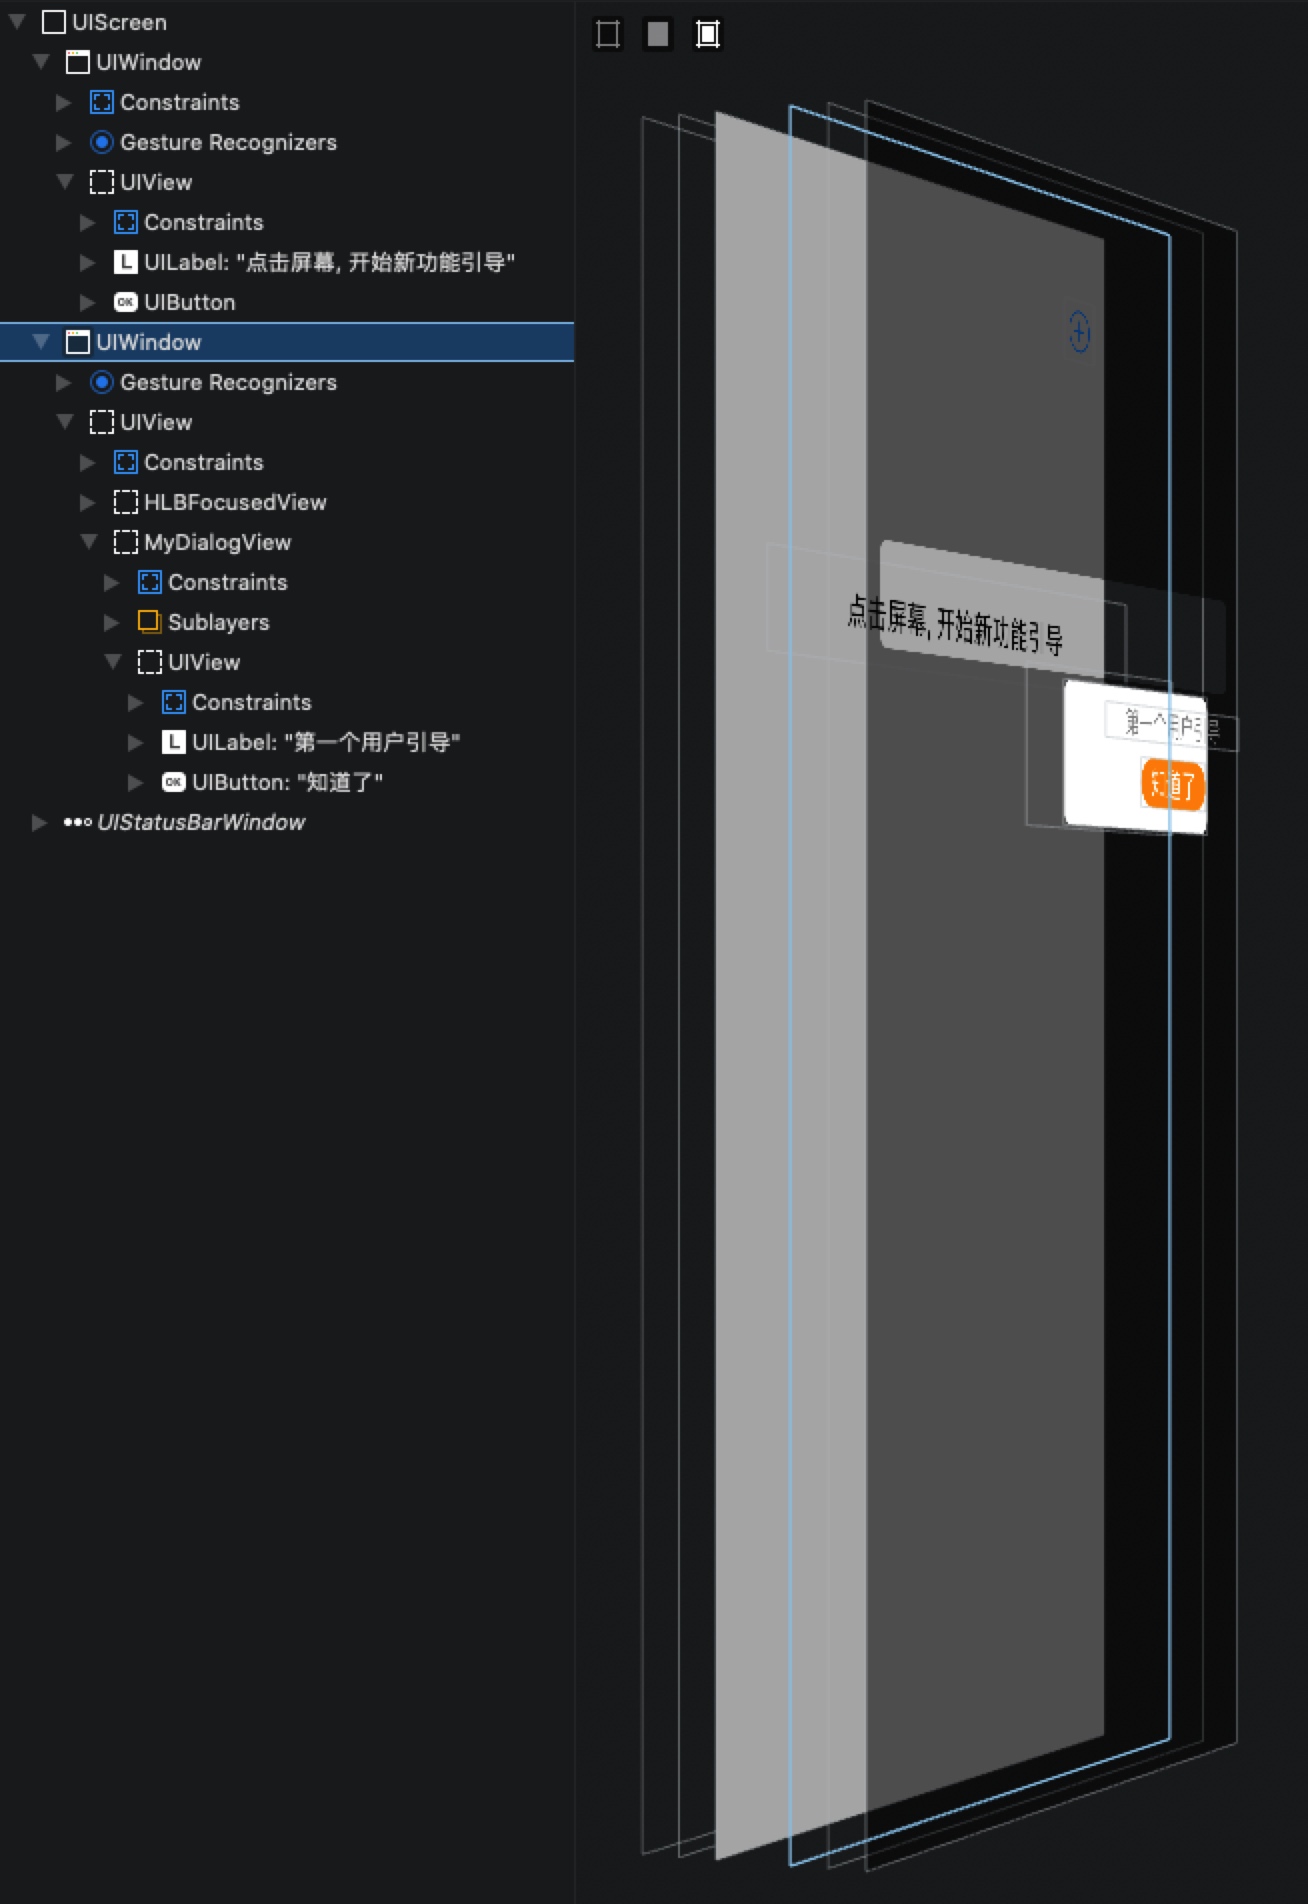 UIScreen
UIWindow
Constraints
Gesture Recognizers
UIView
Constraints
L UILabel: "点击屏幕, 开始新功能引导"
OK UIButton
UIWindow
Gesture Recognizers
UIView
Constraints
HLBFocusedView
MyDialogView
Constraints
Sublayers
UIView
Constraints
L UILabel: "第一个用户引导"
OK UIButton: "知道了"
UIStatusBarWindow
点击屏幕, 开始新功能引导
第一个用户引导
知道了